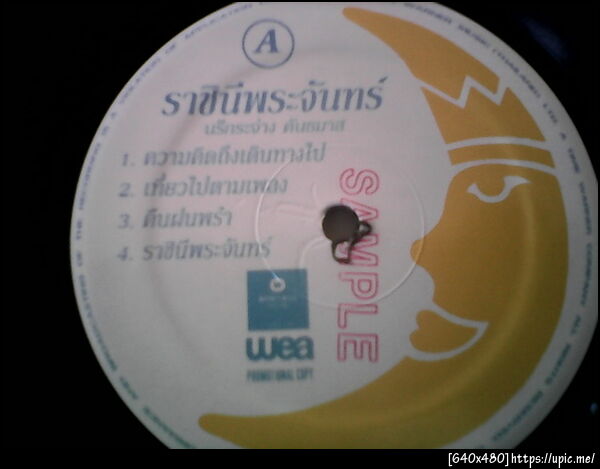 A
ราชินีพระจันทร์
นรีกระจ่าง คันธมาส
1. ความคิดถึงเดินทางไป
2. เที่ยวไปตามเพลง
3. คืนฝนพรำ
4. ราชินีพระจันทร์
SAMPLE
wea
PROMOTIONAL COPY
[640x480]https://upic.me/